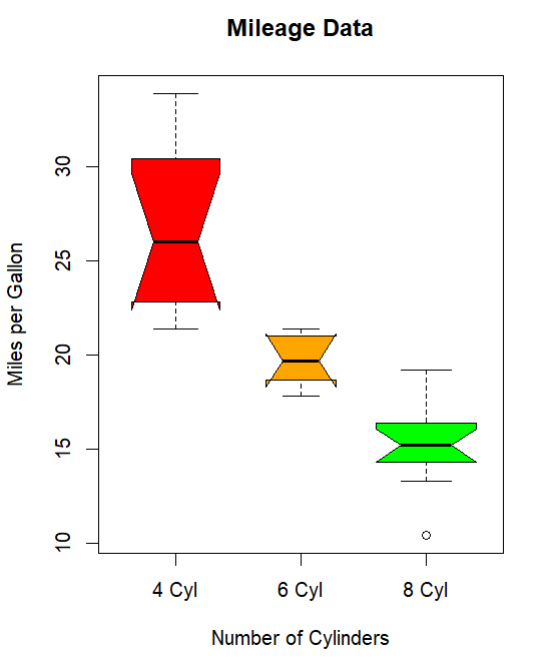 Mileage Data
Miles per Gallon
30
25
20
15
10
4 Cyl
6 Cyl
8 Cyl
Number of Cylinders